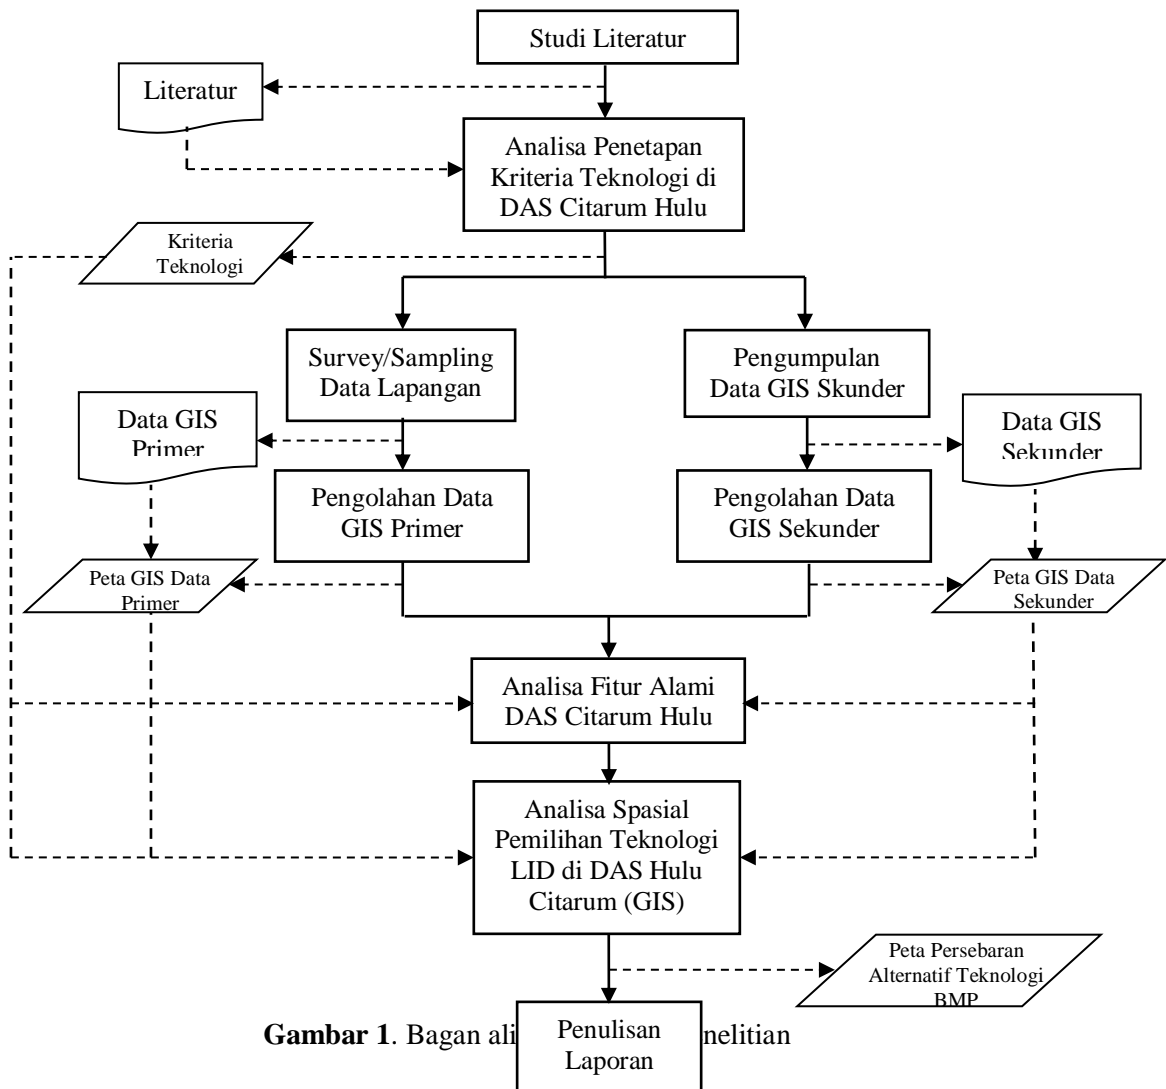 Studi Literatur
Literatur
Analisa Penetapan
Kriteria Teknologi di
DAS Citarum Hulu
Kriteria
Teknologi
Survey/Sampling
Data Lapangan
Pengumpulan
Data GIS Skunder
Data GIS
Primer
Data GIS
Sekunder
Pengolahan Data
GIS Primer
Pengolahan Data
GIS Sekunder
Peta GIS Data
Primer
Peta GIS Data
Sekunder
Analisa Fitur Alami
DAS Citarum Hulu
Analisa Spasial
Pemilihan Teknologi
LID di DAS Hulu
Citarum (GIS)
Peta Persebaran
Alternatif Teknologi
BMP
Penulisan
Laporan
Gambar 1. Bagan ali nelitian